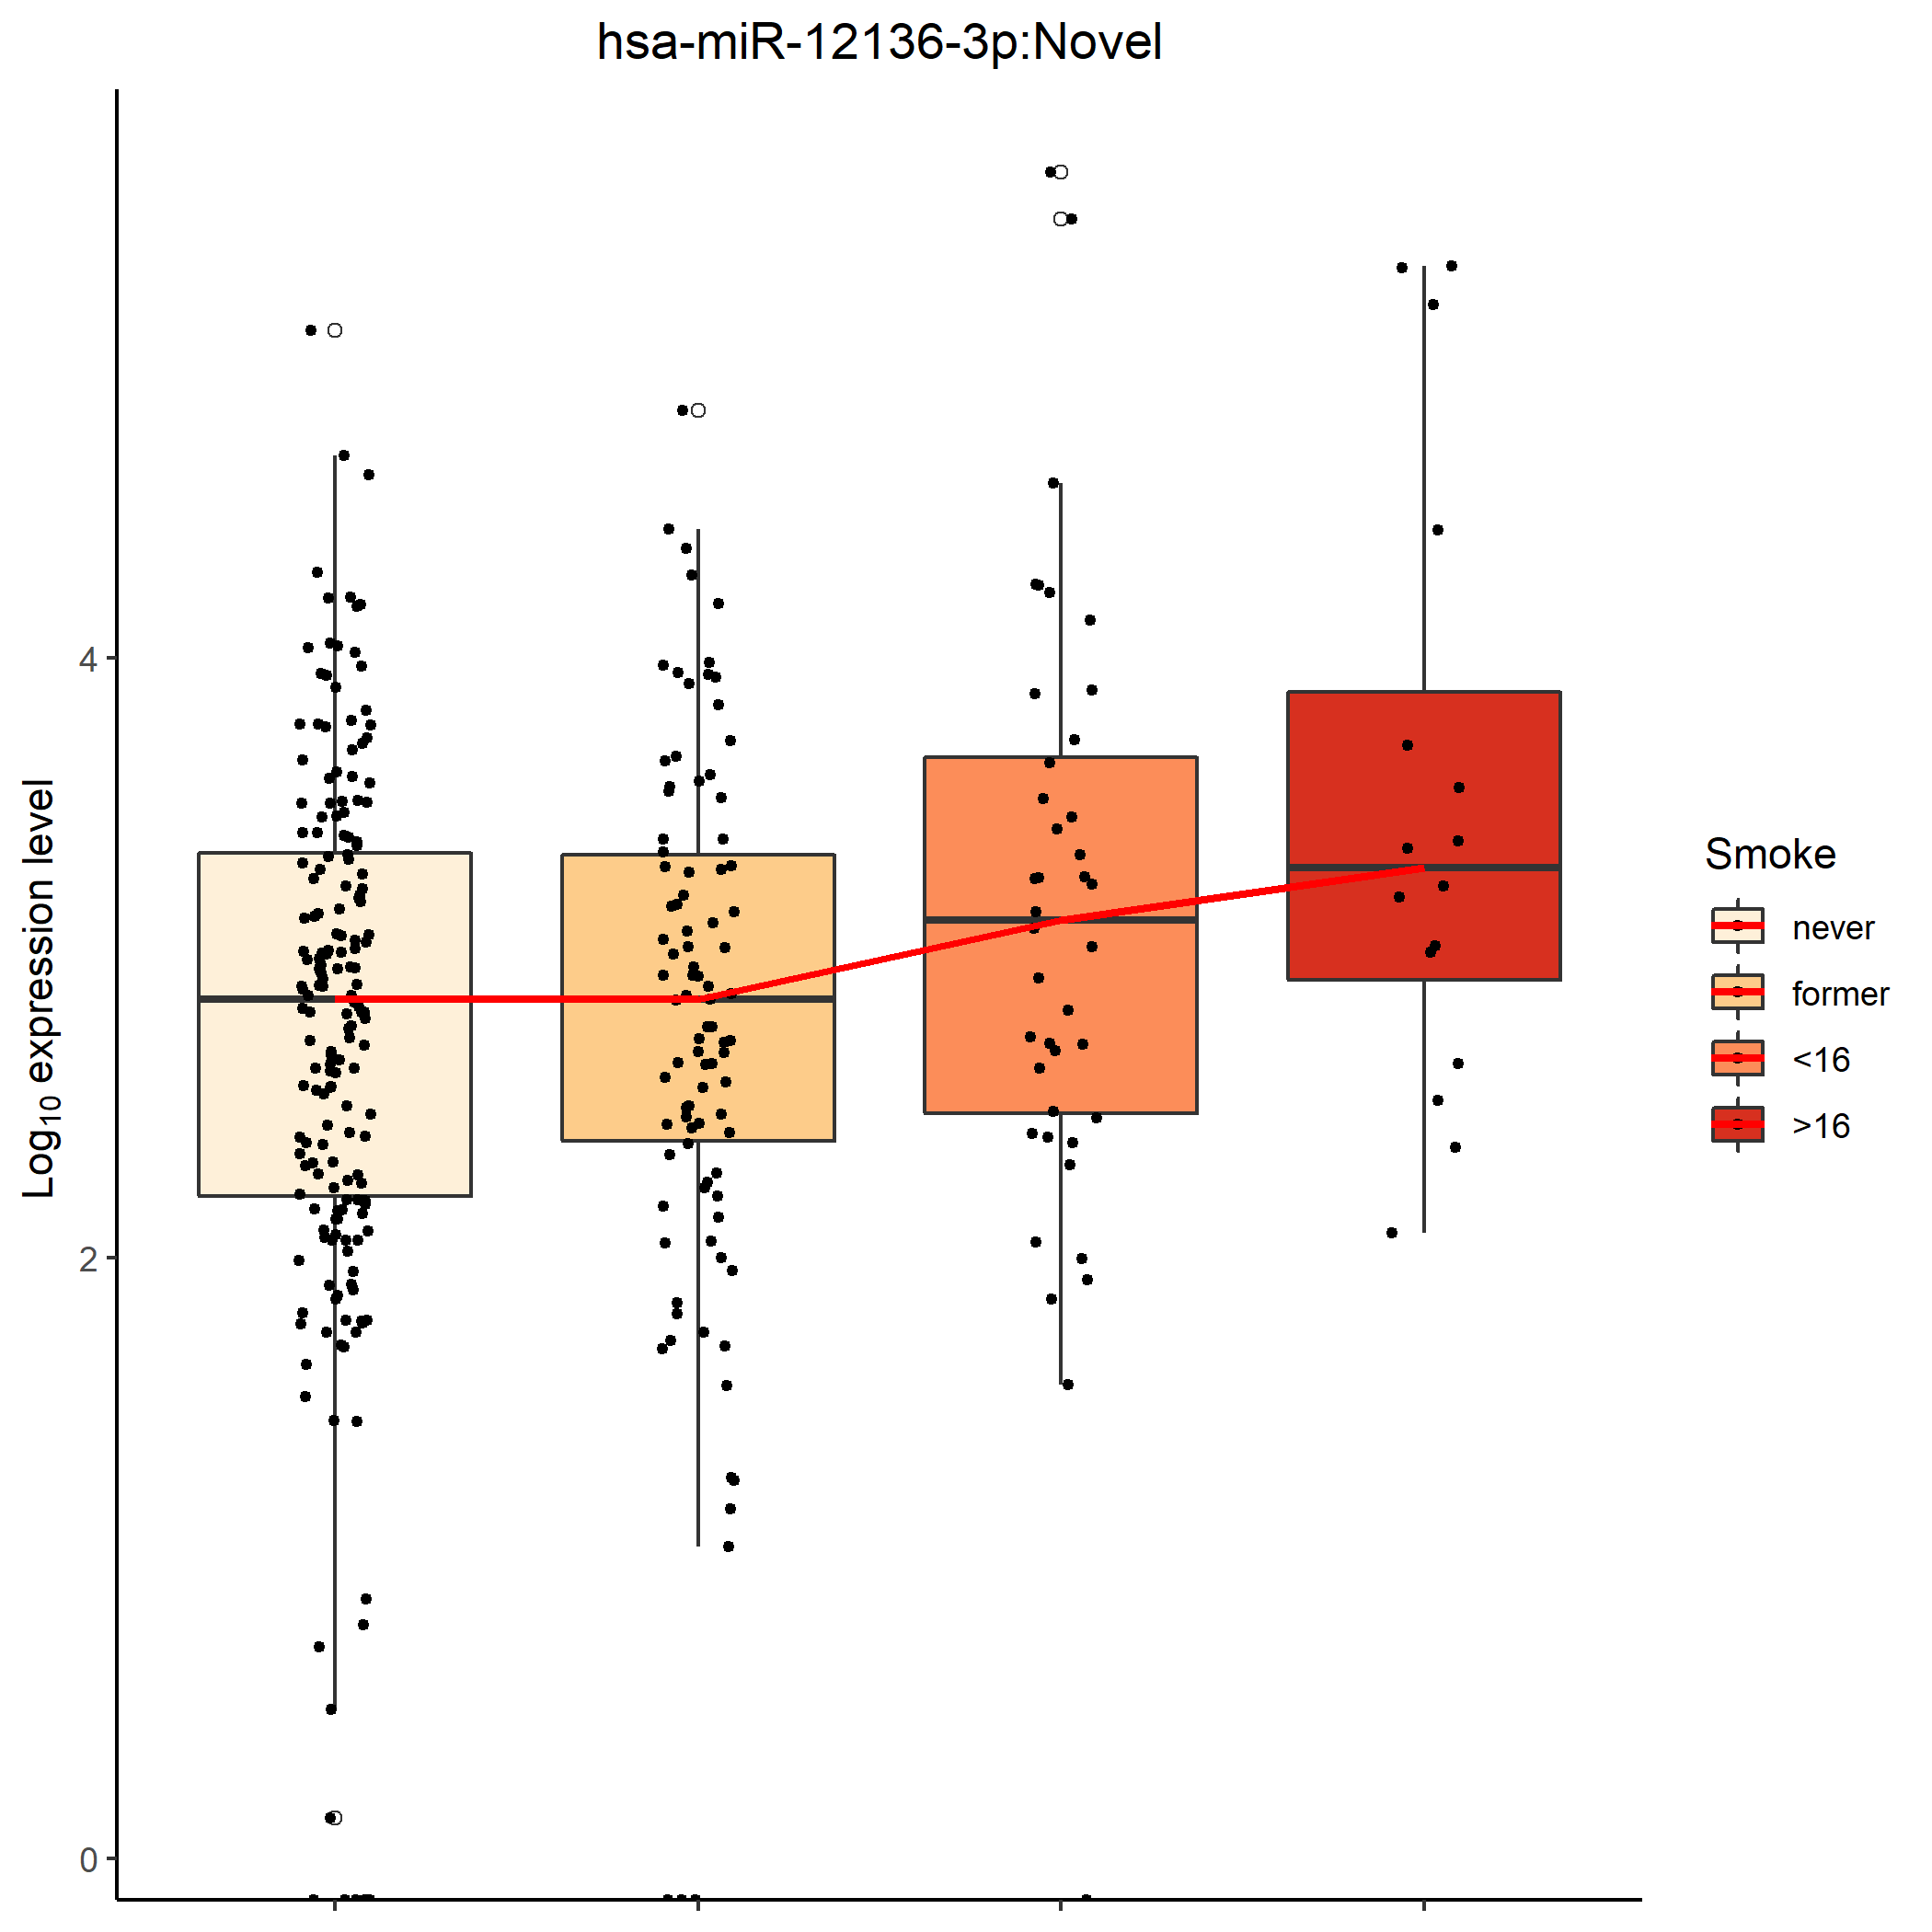 hsa-miR-12136-3p:Novel
Log10 expression level
4
2
0
Smoke
never
former
<16
>16